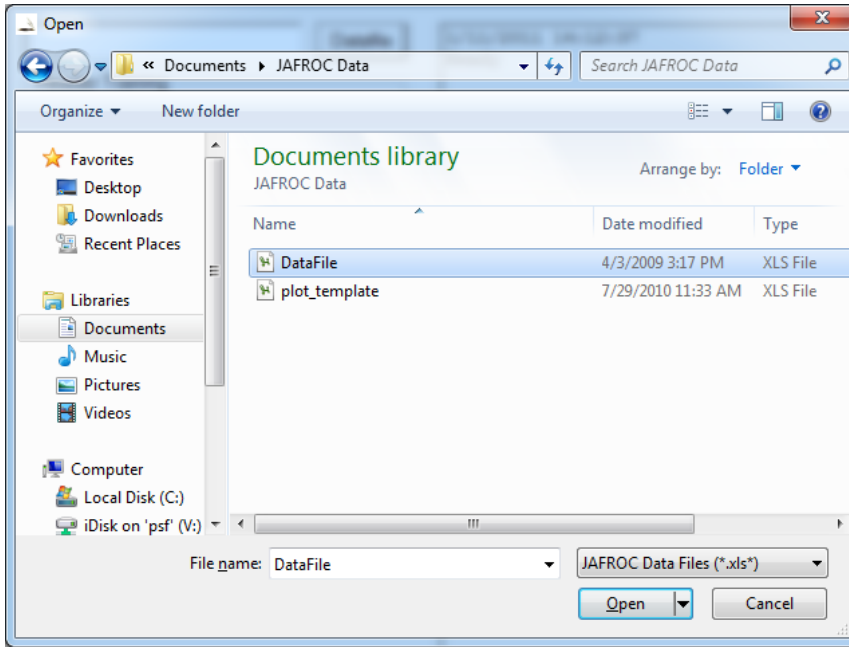 Open
« Documents ▸ JAFROC Data
Search JAFROC Data
Organize
New folder
Favorites
Desktop
Downloads
Recent Places
Libraries
Documents
Music
Pictures
Videos
Computer
Local Disk (C:)
iDisk on 'psf' (V:)
Documents library
JAFROC Data
Arrange by: Folder
Name Date modified Type
DataFile 4/3/2009 3:17 PM XLS File
plot_template 7/29/2010 11:33 AM XLS File
File name: DataFile
JAFROC Data Files (*.xls*)
Open Cancel